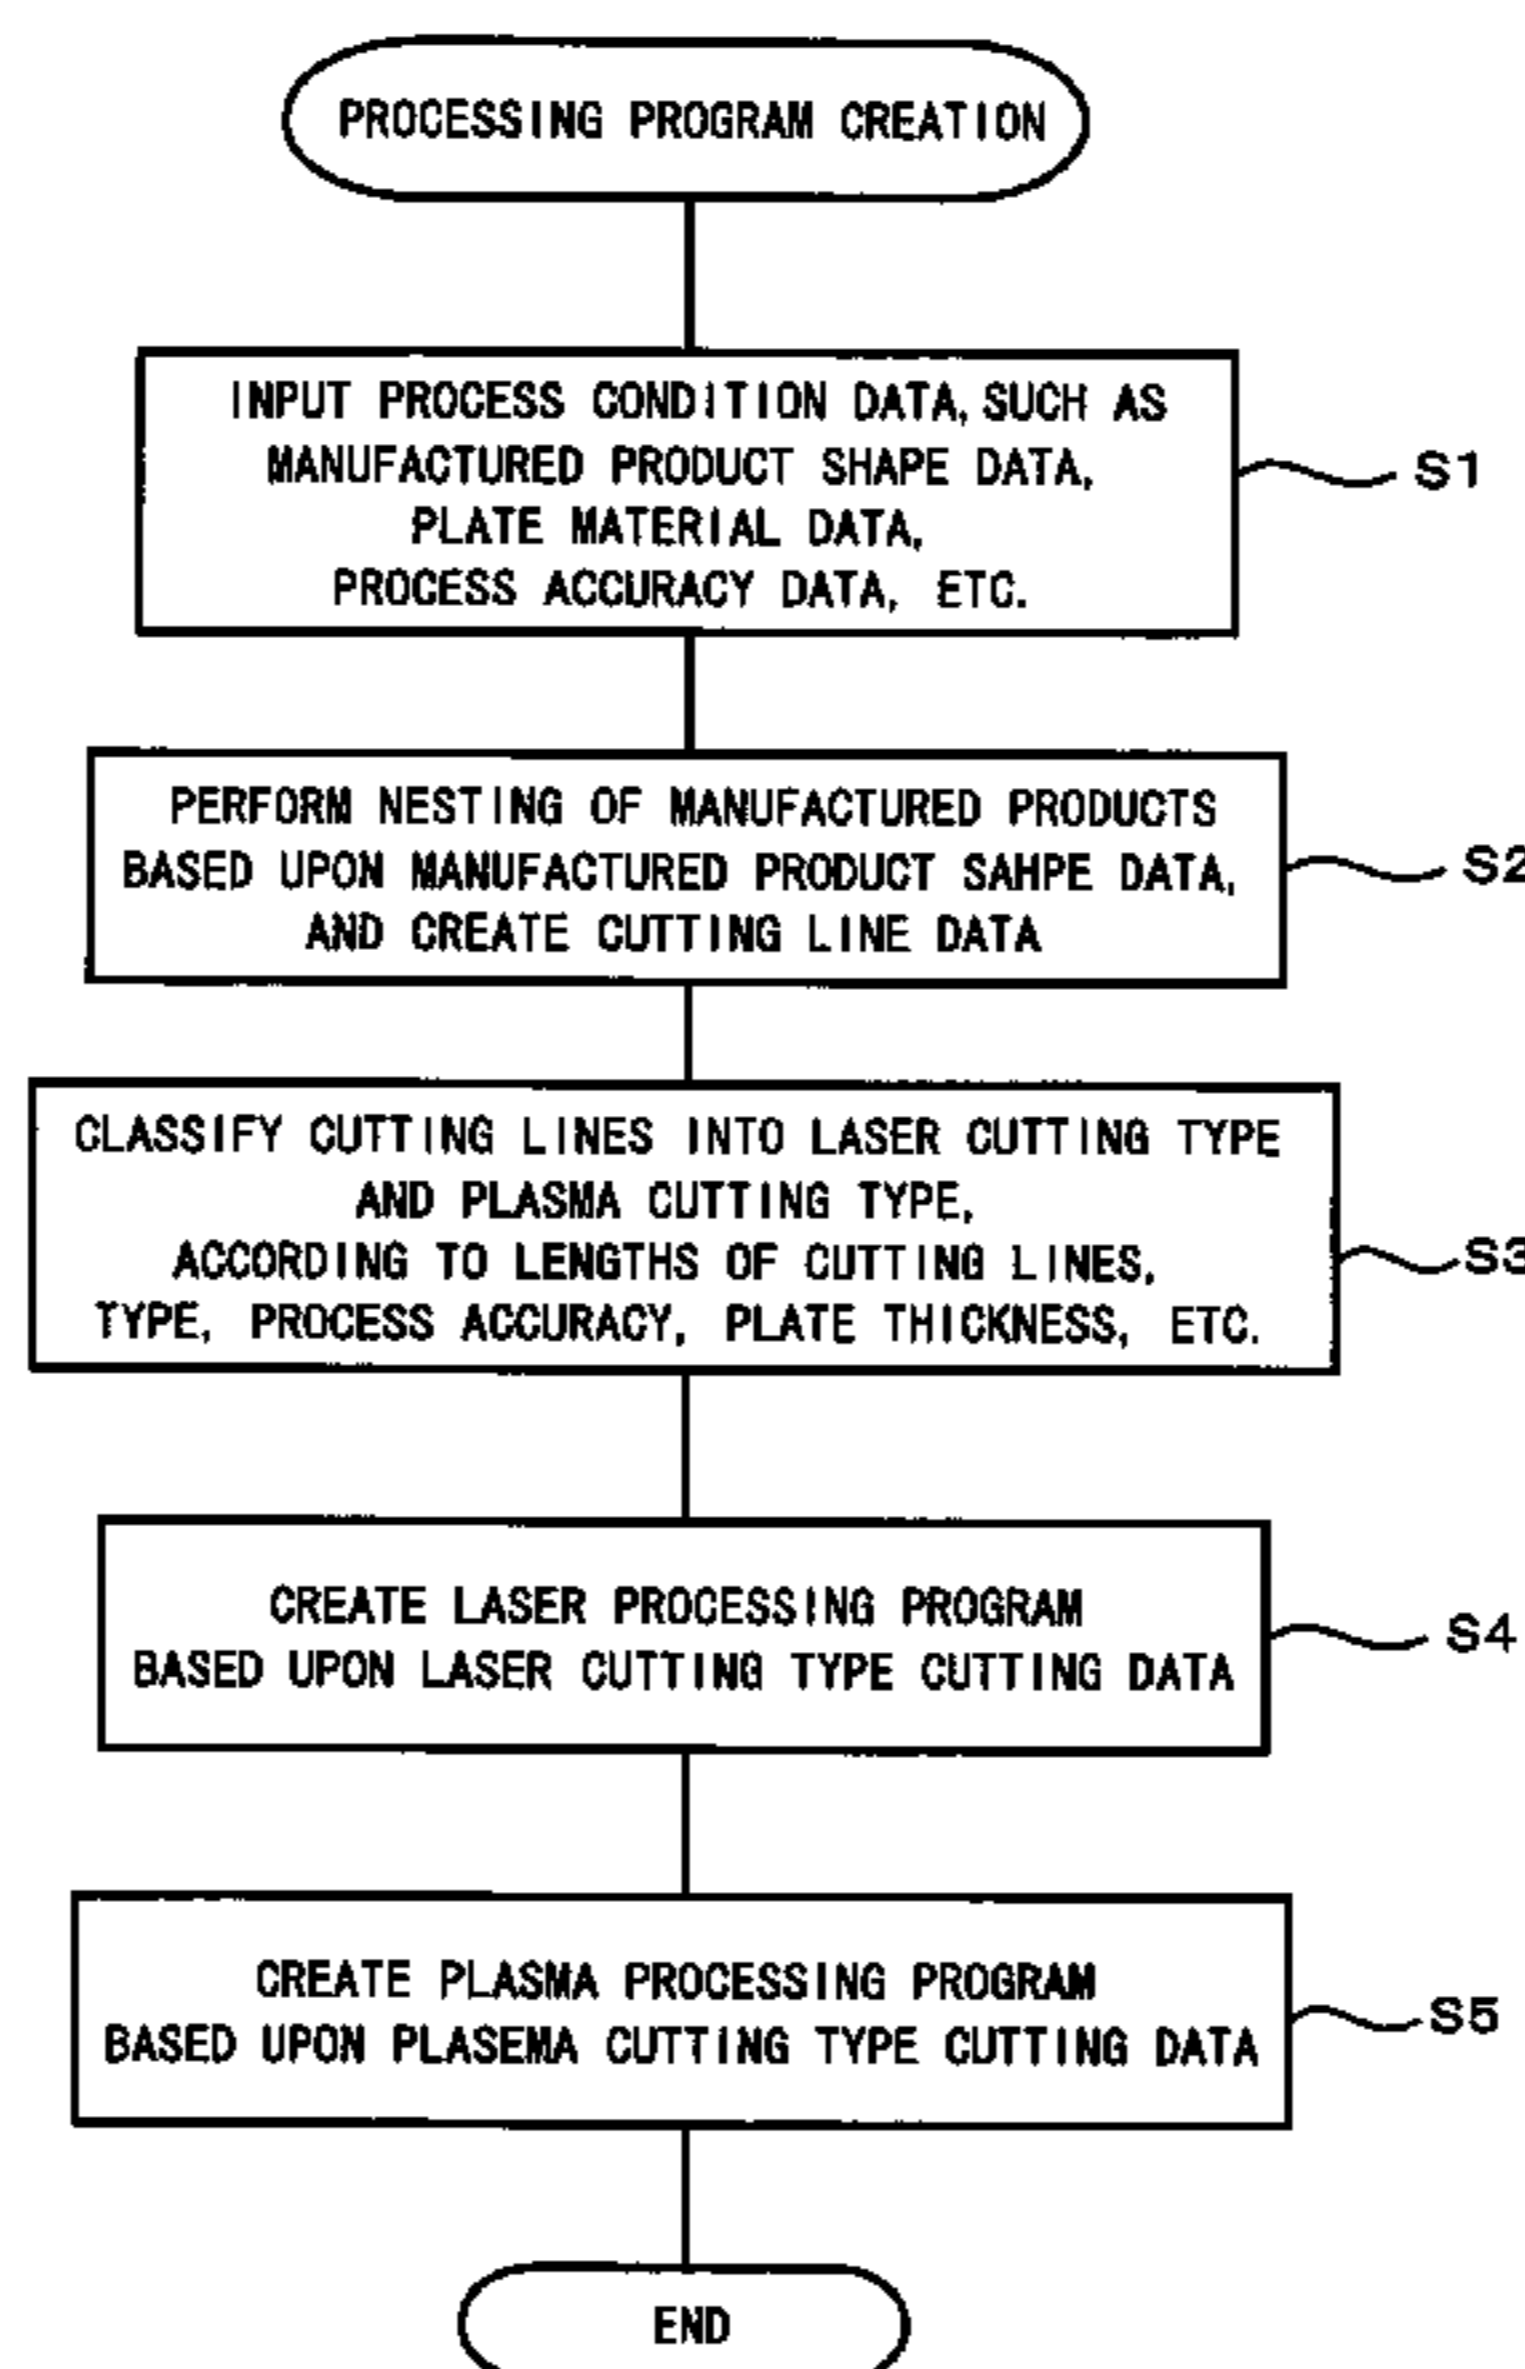 PROCESSING PROGRAM CREATION
INPUT PROCESS CONDITION DATA, SUCH AS
MANUFACTURED PRODUCT SHAPE DATA,
PLATE MATERIAL DATA,
PROCESS ACCURACY DATA, ETC.
S1
PERFORM NESTING OF MANUFACTURED PRODUCTS
BASED UPON MANUFACTURED PRODUCT SAHPE DATA,
AND CREATE CUTTING LINE DATA
S2
CLASSIFY CUTTING LINES INTO LASER CUTTING TYPE
AND PLASMA CUTTING TYPE,
ACCORDING TO LENGTHS OF CUTTING LINES,
TYPE, PROCESS ACCURACY, PLATE THICKNESS, ETC.
S3
CREATE LASER PROCESSING PROGRAM
BASED UPON LASER CUTTING TYPE CUTTING DATA
S4
CREATE PLASMA PROCESSING PROGRAM
BASED UPON PLASEMA CUTTING TYPE CUTTING DATA
S5
END